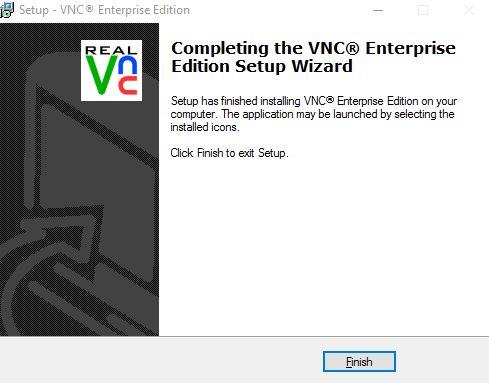 Setup - VNC® Enterprise Edition
REAL
VNC
Completing the VNC® Enterprise
Edition Setup Wizard
Setup has finished installing VNC® Enterprise Edition on your
computer. The application may be launched by selecting the
installed icons.
Click Finish to exit Setup.
Finish